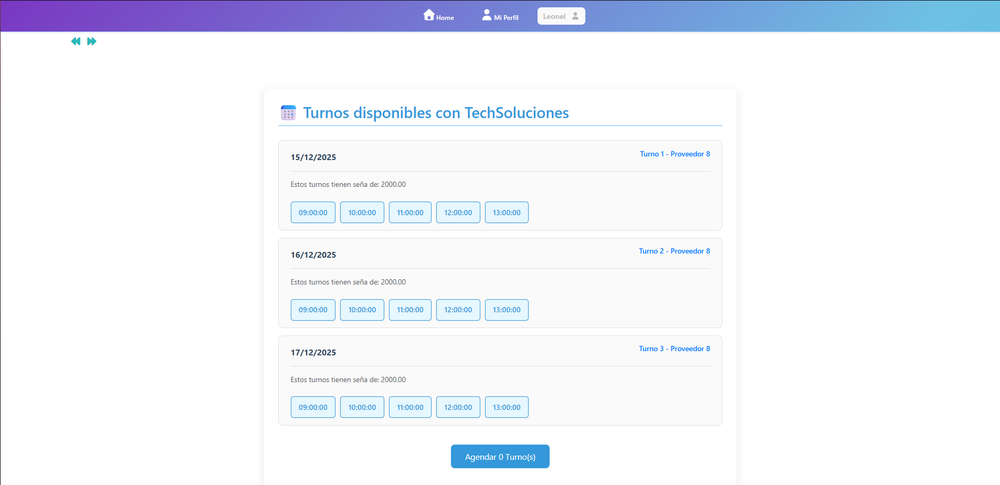 Home Mi Perfil Leonel
Turnos disponibles con TechSoluciones
15/12/2025 Turno 1 - Proveedor 8
Estos turnos tienen seña de: 2000.00
09:00:00 10:00:00 11:00:00 12:00:00 13:00:00
16/12/2025 Turno 2 - Proveedor 8
Estos turnos tienen seña de: 2000.00
09:00:00 10:00:00 11:00:00 12:00:00 13:00:00
17/12/2025 Turno 3 - Proveedor 8
Estos turnos tienen seña de: 2000.00
09:00:00 10:00:00 11:00:00 12:00:00 13:00:00
Agendar 0 Turno(s)